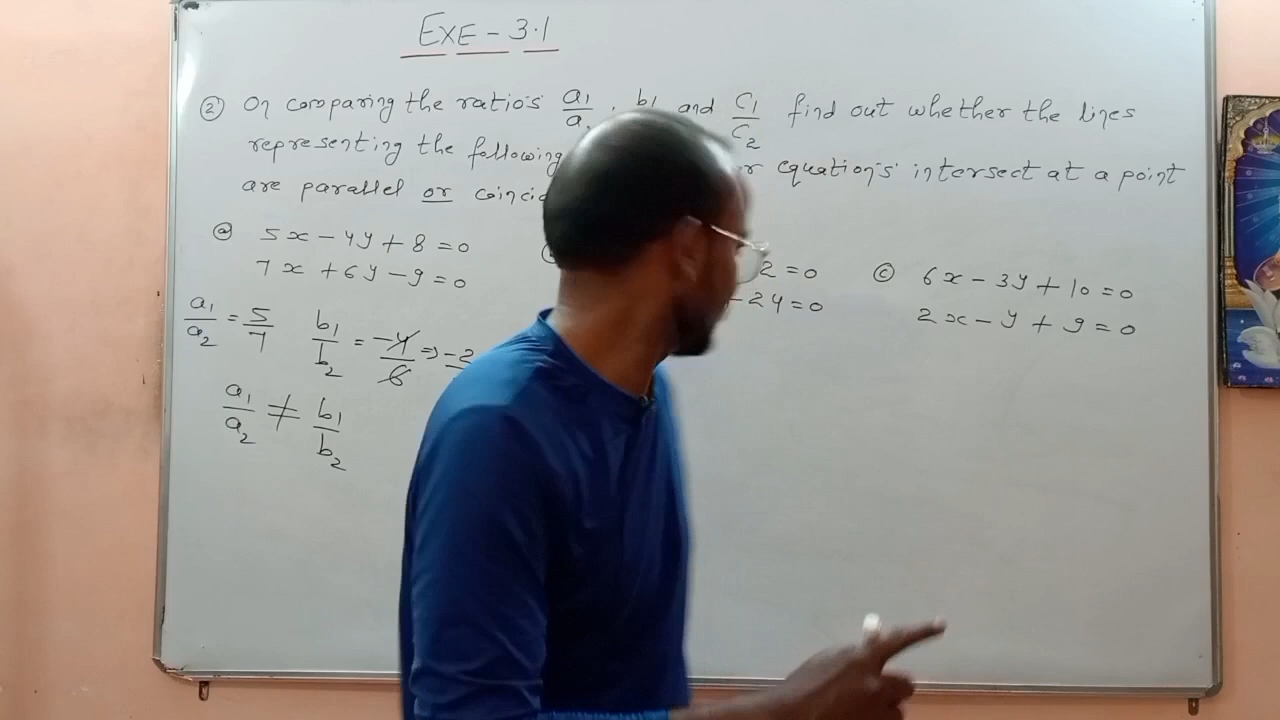 EXE - 3.1
② On comparing the ratio's a1/a , b1 and C1/C2 find out whether the lines
representing the following equation's intersect at a point
are parallel or
ⓐ 5x - 4y + 8 = 0
7x + 6y - 9 = 0
a1/a2 = 5/7 b1/b2 = -4/6 => -2
a1/a2 ≠ b1/b2
2 = 0
- 24 = 0
ⓒ 6x - 3y + 10 = 0
2x - y + 9 = 0